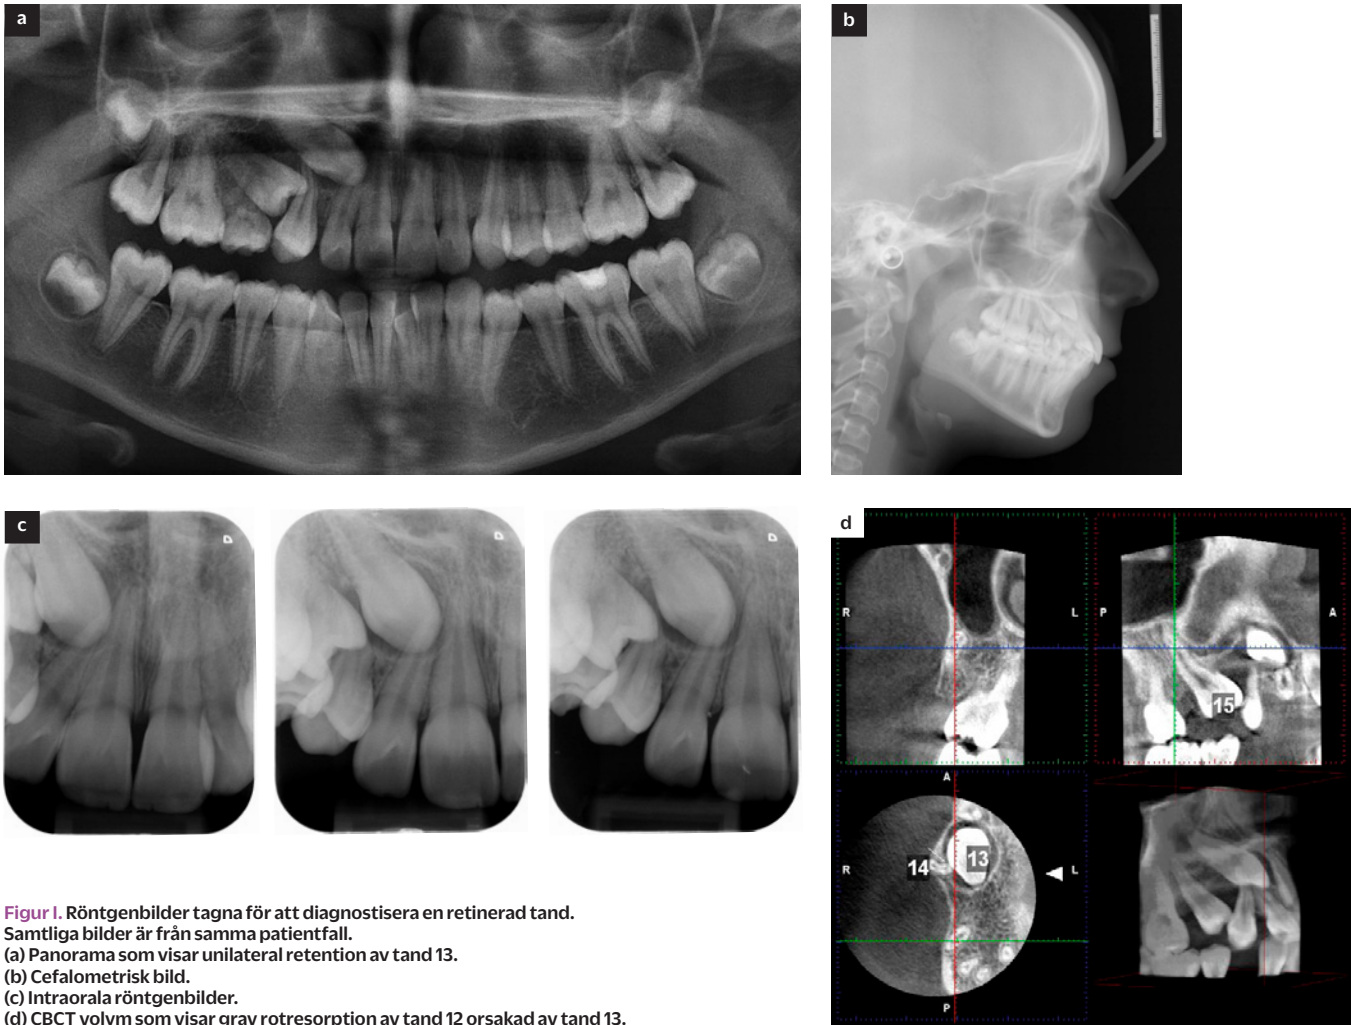 a
b
c
D
D
D
d
R
L
P
A
15
A
R
14
13
L
P
Figur I. Röntgenbilder tagna för att diagnostisera en retinerad tand.
Samtliga bilder är från samma patientfall.
(a) Panorama som visar unilateral retention av tand 13.
(b) Cefalometrisk bild.
(c) Intraorala röntgenbilder.
(d) CBCT volym som visar grav rotresorption av tand 12 orsakad av tand 13.